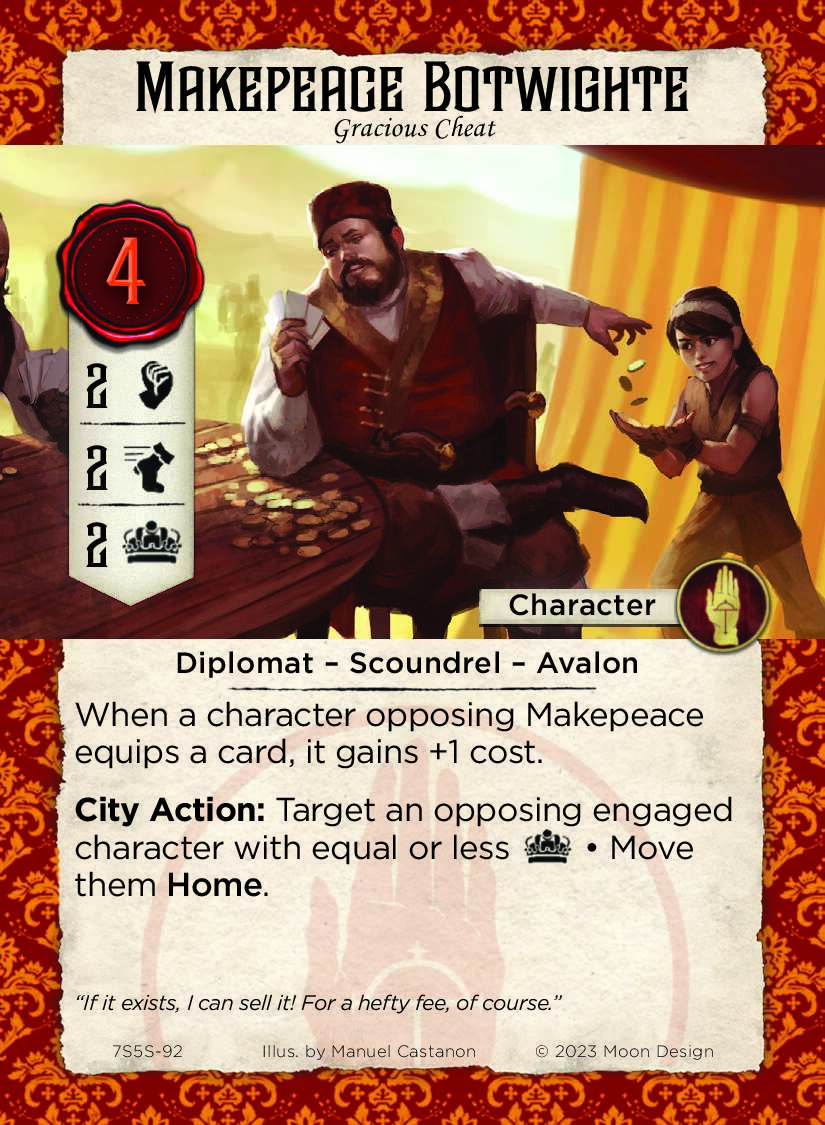 Makepeace Botwighte
Gracious Cheat
4
2
2
2
Character
Diplomat – Scoundrel – Avalon
When a character opposing Makepeace
equips a card, it gains +1 cost.
City Action: Target an opposing engaged
character with equal or less • Move
them Home.
“If it exists, I can sell it! For a hefty fee, of course.”
7S5S-92 Illus. by Manuel Castanon © 2023 Moon Design